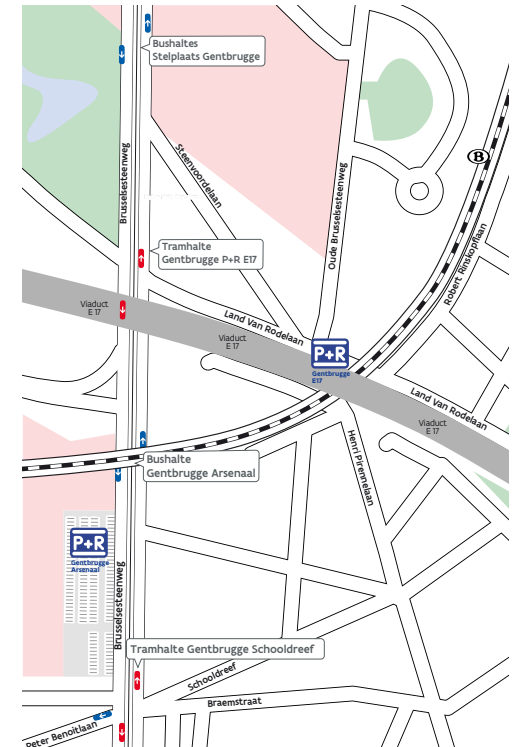 Bushaltes
Stelplaats Gentbrugge
Brusselsesteenweg
Steenvoordelaan
Oude Brusselsesteenweg
B
Robert Rinskopflaan
Tramhalte
Gentbrugge P+R E17
Viaduct
E 17
Land Van Rodelaan
Viaduct
E 17
P+R
Gentbrugge
E17
Land Van Rodelaan
Viaduct
E 17
Henri Pirennelaan
Bushalte
Gentbrugge Arsenaal
P+R
Gentbrugge
Arsenaal
Brusselsesteenweg
Tramhalte Gentbrugge Schooldreef
Schooldreef
Braemstraat
Peter Benoitlaan